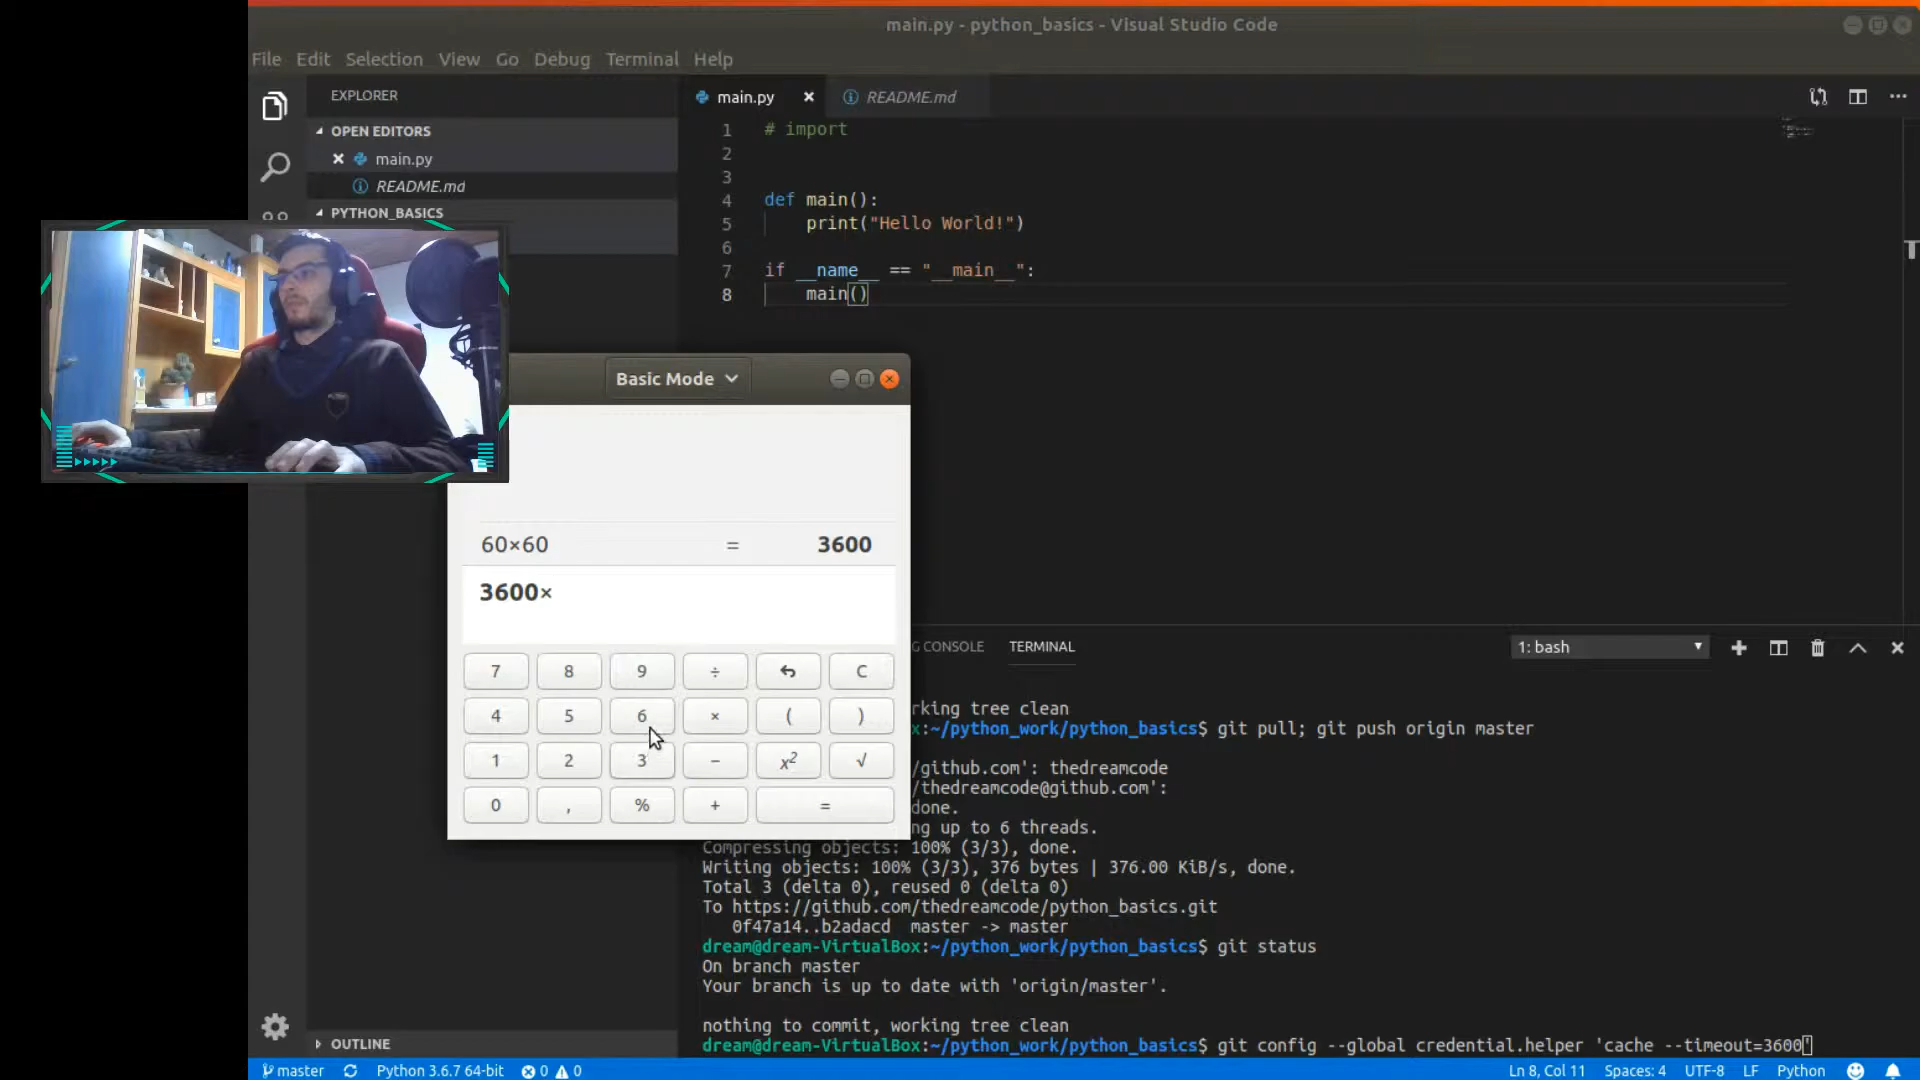 main.py - python_basics - Visual Studio Code
File Edit Selection View Go Debug Terminal Help
EXPLORER
OPEN EDITORS
main.py
README.md
PYTHON_BASICS
OUTLINE
main.py
README.md
1 # import
2
3
4 def main():
5 print("Hello World!")
6
7 if __name__ == "__main__":
8 main()
Basic Mode
60×60 = 3600
3600×
7 8 9 ÷ C
4 5 6 × ( )
1 2 3 − x² √
0 , % + =
G CONSOLE TERMINAL
1: bash
rking tree clean
:~/python_work/python_basics$ git pull; git push origin master
/github.com': thedreamcode
/thedreamcode@github.com':
done.
ng up to 6 threads.
Compressing objects: 100% (3/3), done.
Writing objects: 100% (3/3), 376 bytes | 376.00 KiB/s, done.
Total 3 (delta 0), reused 0 (delta 0)
To https://github.com/thedreamcode/python_basics.git
0f47a14..b2adacd master -> master
dream@dream-VirtualBox:~/python_work/python_basics$ git status
On branch master
Your branch is up to date with 'origin/master'.
nothing to commit, working tree clean
dream@dream-VirtualBox:~/python_work/python_basics$ git config --global credential.helper 'cache --timeout=3600'
master Python 3.6.7 64-bit 0 0 Ln 8, Col 11 Spaces: 4 UTF-8 LF Python